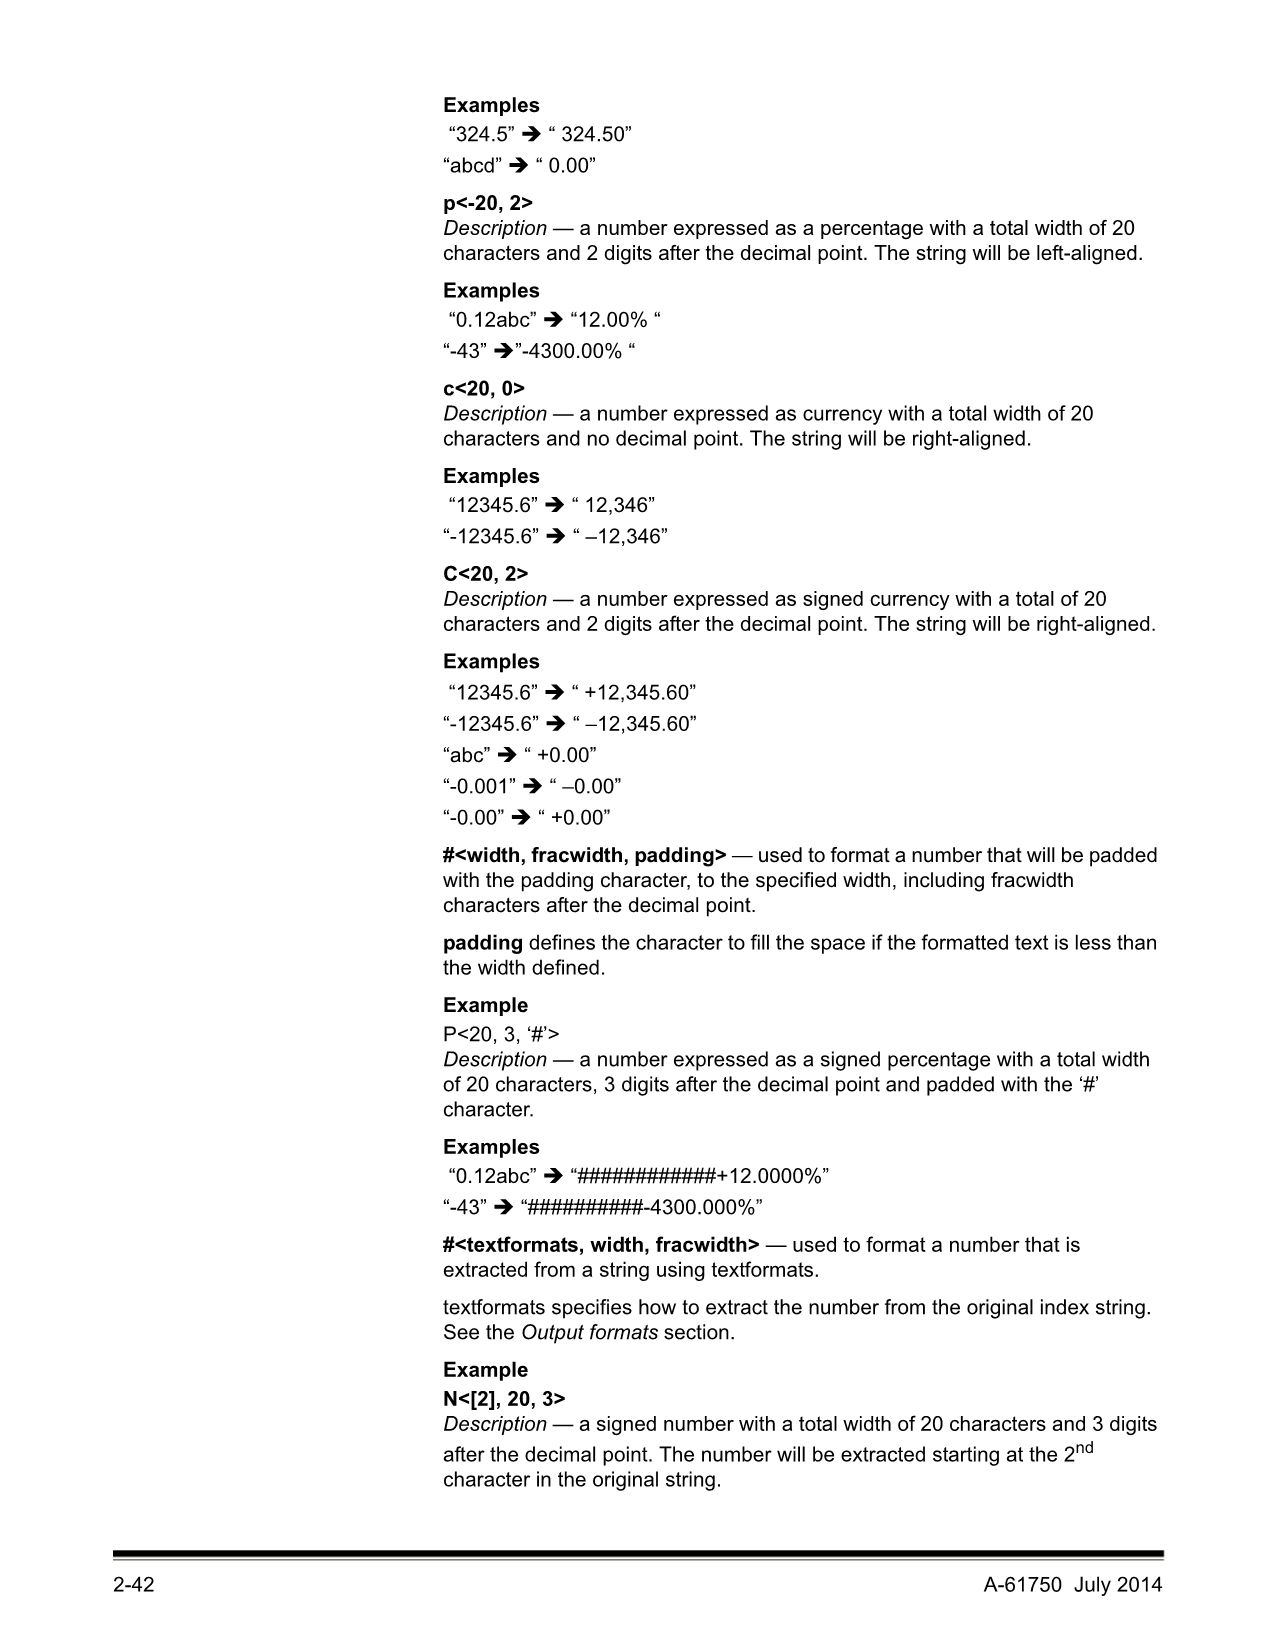 Examples
“324.5” ➔ “ 324.50”
“abcd” ➔ “ 0.00”
p<-20, 2>
Description — a number expressed as a percentage with a total width of 20
characters and 2 digits after the decimal point. The string will be left-aligned.
Examples
“0.12abc” ➔ “12.00% “
“-43” ➔”-4300.00% “
c<20, 0>
Description — a number expressed as currency with a total width of 20
characters and no decimal point. The string will be right-aligned.
Examples
“12345.6” ➔ “ 12,346”
“-12345.6” ➔ “ –12,346”
C<20, 2>
Description — a number expressed as signed currency with a total of 20
characters and 2 digits after the decimal point. The string will be right-aligned.
Examples
“12345.6” ➔ “ +12,345.60”
“-12345.6” ➔ “ –12,345.60”
“abc” ➔ “ +0.00”
“-0.001” ➔ “ –0.00”
“-0.00” ➔ “ +0.00”
#<width, fracwidth, padding> — used to format a number that will be padded
with the padding character, to the specified width, including fracwidth
characters after the decimal point.
padding defines the character to fill the space if the formatted text is less than
the width defined.
Example
P<20, 3, ‘#’>
Description — a number expressed as a signed percentage with a total width
of 20 characters, 3 digits after the decimal point and padded with the ‘#’
character.
Examples
“0.12abc” ➔ “############+12.0000%”
“-43” ➔ “##########-4300.000%”
#<textformats, width, fracwidth> — used to format a number that is
extracted from a string using textformats.
textformats specifies how to extract the number from the original index string.
See the Output formats section.
Example
N<[2], 20, 3>
Description — a signed number with a total width of 20 characters and 3 digits
after the decimal point. The number will be extracted starting at the 2nd
character in the original string.
2-42 A-61750 July 2014